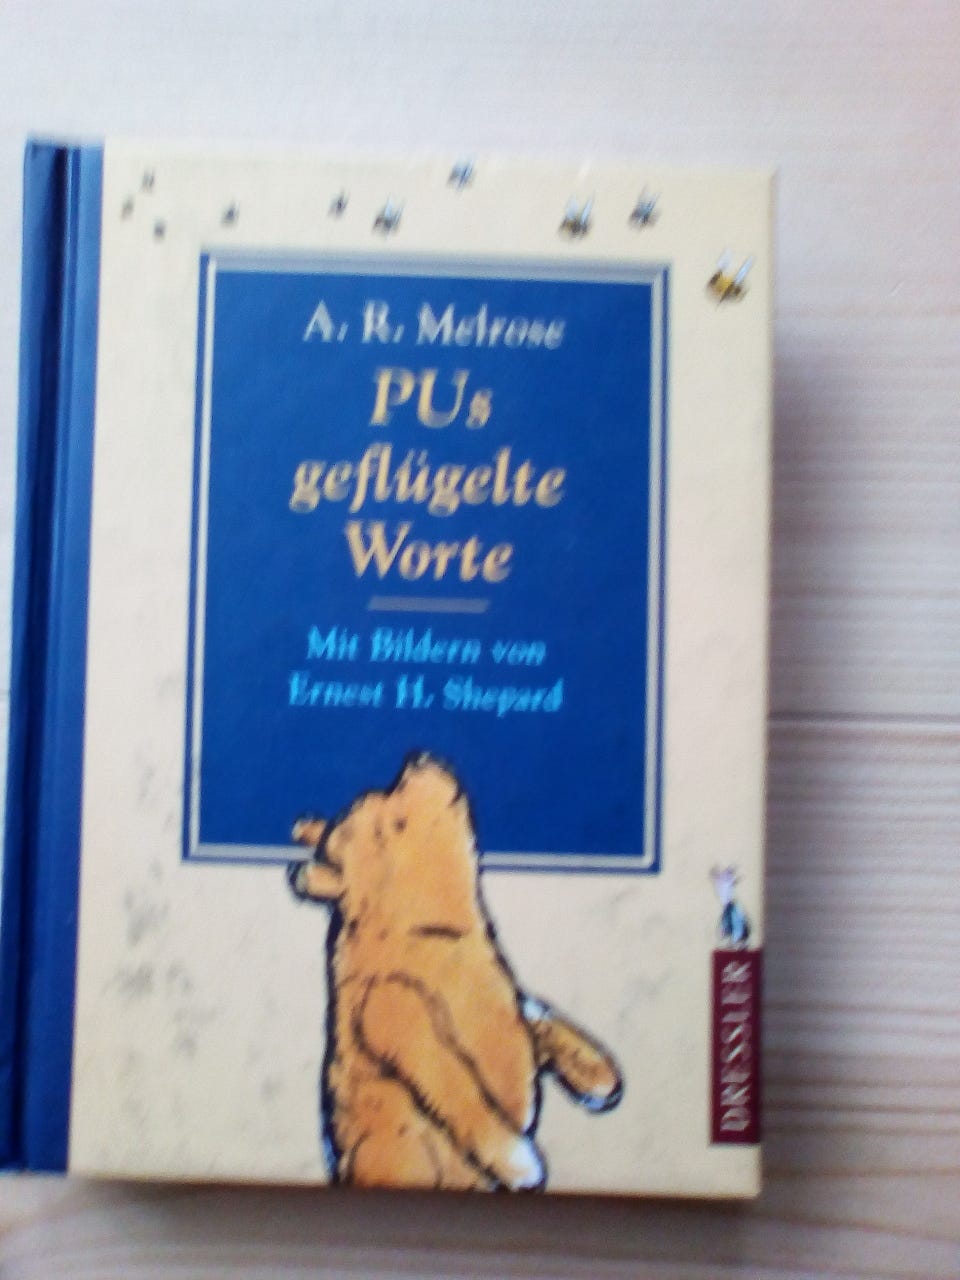 A. R. Melrose
PUs
geflügelte
Worte
Mit Bildern von
Ernest H. Shepard
DRESSLER